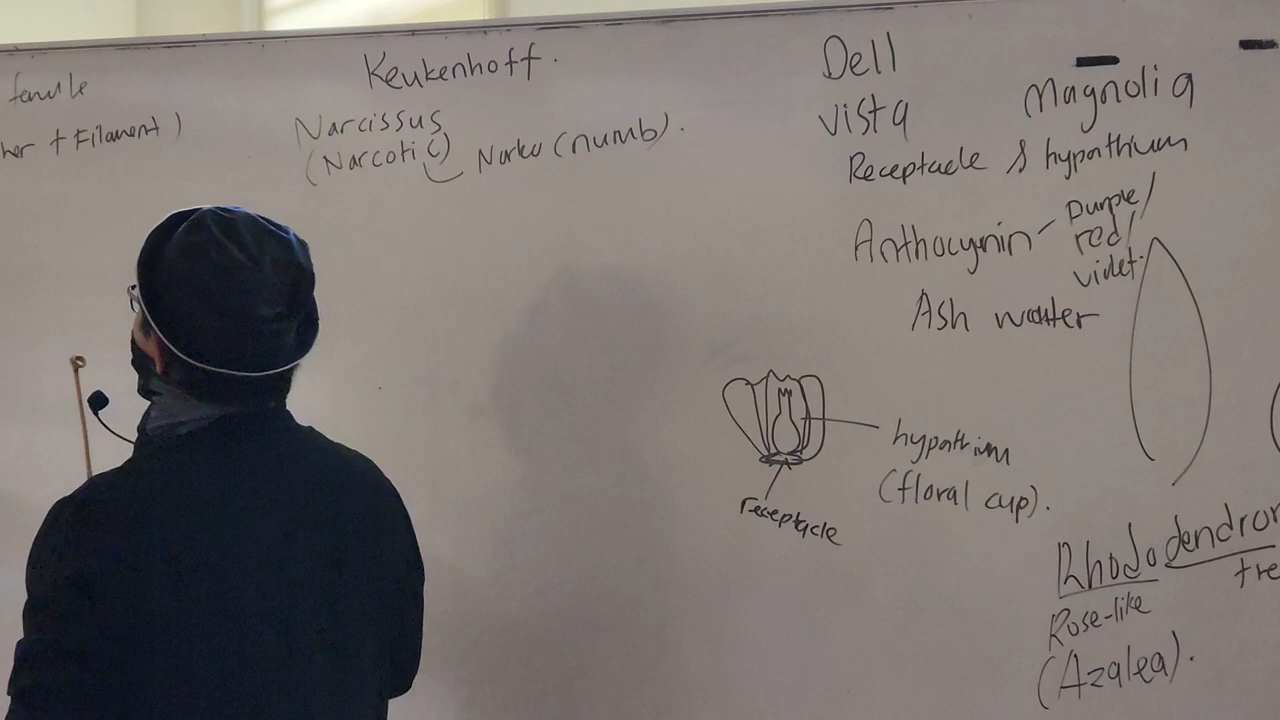 female
her + Filament)
Keukenhoff.
Narcissus
(Narcotic) Narko (numb).
Dell
Vista
Magnolia
Receptacle & hypathium
Anthocynin - purple/
red/
violet.
Ash water
hypathium
(floral cup).
receptacle
Rhododendron
tre
Rose-like
(Azalea).